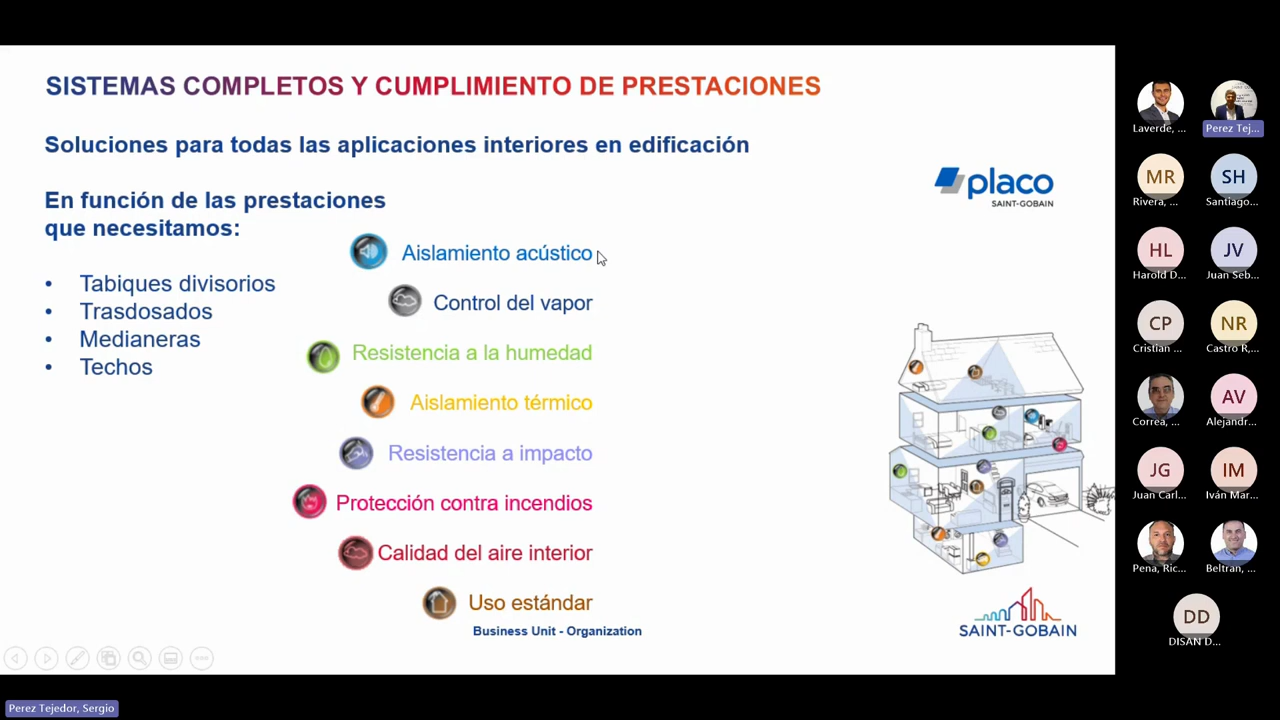 SISTEMAS COMPLETOS Y CUMPLIMIENTO DE PRESTACIONES
Soluciones para todas las aplicaciones interiores en edificación
placo
SAINT-GOBAIN
En función de las prestaciones
que necesitamos:
• Tabiques divisorios
• Trasdosados
• Medianeras
• Techos
Aislamiento acústico
Control del vapor
Resistencia a la humedad
Aislamiento térmico
Resistencia a impacto
Protección contra incendios
Calidad del aire interior
Uso estándar
Business Unit - Organization
SAINT-GOBAIN
Laverde, ...
Perez Tej...
MR
Rivera, ...
SH
Santiago...
HL
Harold D...
JV
Juan Seb...
CP
Cristian ...
NR
Castro R,...
Correa, ...
AV
Alejandr...
JG
Juan Carl...
IM
Iván Mar...
Pena, Ric...
Beltran, ...
DD
DISAN D...
Perez Tejedor, Sergio